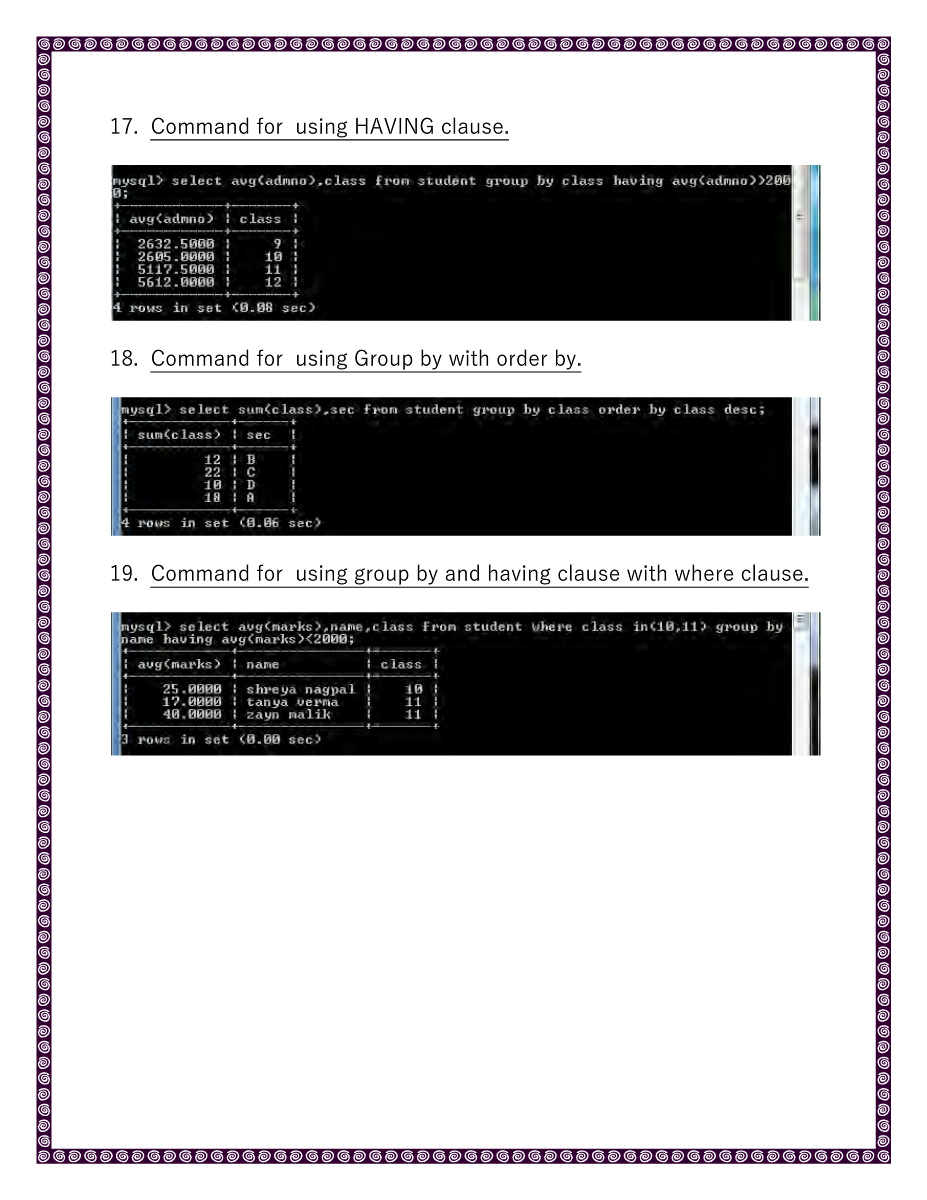 17. Command for  using HAVING clause.
mysql> select avg(admno),class from student group by class having avg(admno)>200
0;
+------------+-------+
| avg(admno) | class |
+------------+-------+
| 2632.5000 | 9 |
| 2605.0000 | 10 |
| 5117.5000 | 11 |
| 5612.0000 | 12 |
+------------+-------+
4 rows in set (0.08 sec)
18. Command for  using Group by with order by.
mysql> select sum(class),sec from student group by class order by class desc;
+------------+------+
| sum(class) | sec |
+------------+------+
| 12 | B |
| 22 | C |
| 10 | D |
| 18 | A |
+------------+------+
4 rows in set (0.06 sec)
19. Command for  using group by and having clause with where clause.
mysql> select avg(marks),name,class from student where class in(10,11) group by
name having avg(marks)<2000;
+------------+---------------+-------+
| avg(marks) | name | class |
+------------+---------------+-------+
| 25.0000 | shreya nagpal | 10 |
| 17.0000 | tanya verma | 11 |
| 40.0000 | zayn malik | 11 |
+------------+---------------+-------+
3 rows in set (0.00 sec)